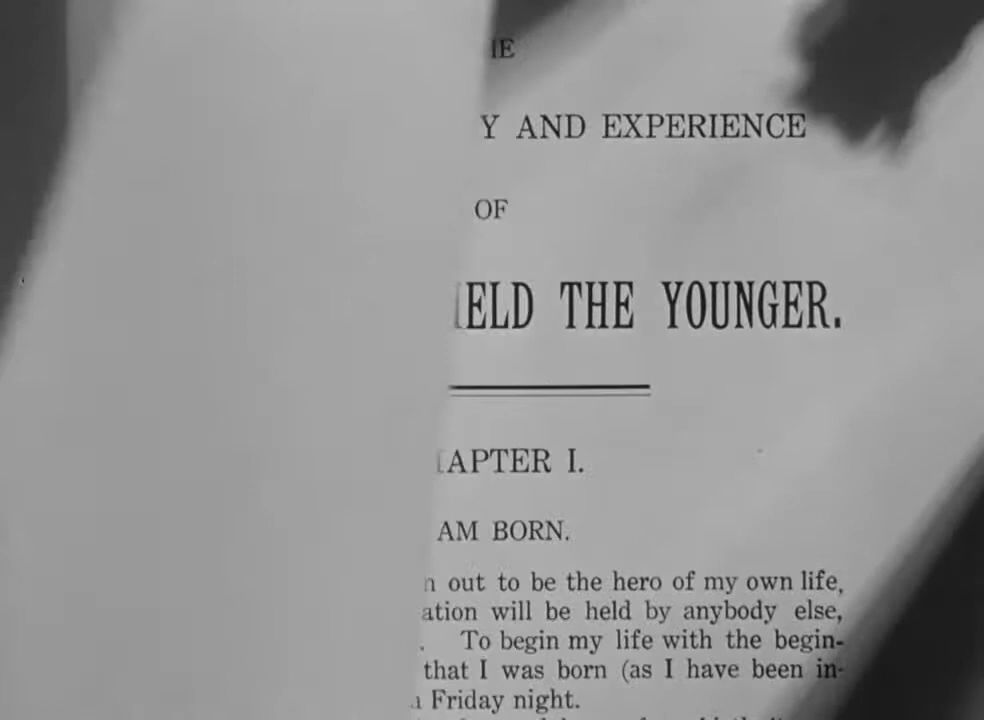 Y AND EXPERIENCE
OF
ELD THE YOUNGER.
APTER I.
AM BORN.
n out to be the hero of my own life,
ation will be held by anybody else,
. To begin my life with the begin-
that I was born (as I have been in-
Friday night.